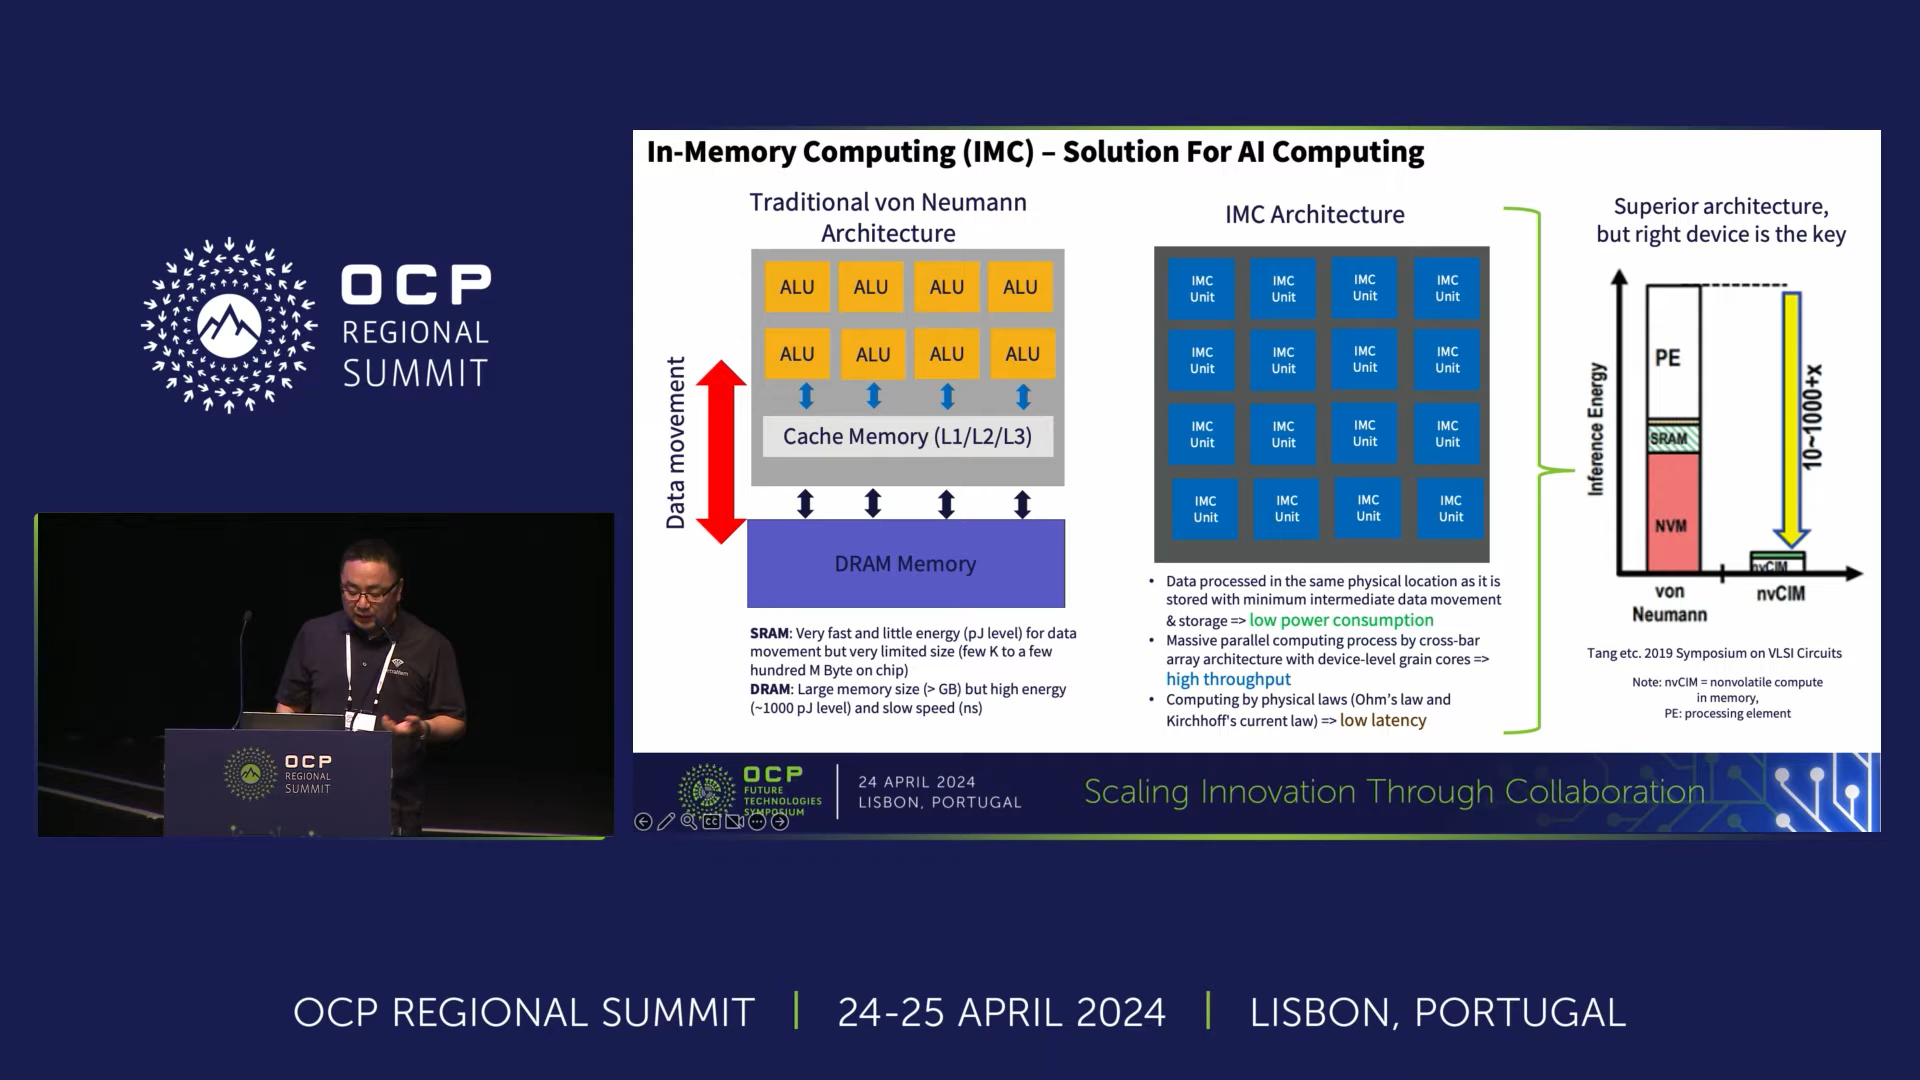 OCP
REGIONAL
SUMMIT
OCP
REGIONAL
SUMMIT
In-Memory Computing (IMC) – Solution For AI Computing
Traditional von Neumann
Architecture
ALU ALU ALU ALU
ALU ALU ALU ALU
Data movement
Cache Memory (L1/L2/L3)
DRAM Memory
SRAM: Very fast and little energy (pJ level) for data
movement but very limited size (few K to a few
hundred M Byte on chip)
DRAM: Large memory size (> GB) but high energy
(~1000 pJ level) and slow speed (ns)
IMC Architecture
IMC IMC IMC IMC
Unit Unit Unit Unit
IMC IMC IMC IMC
Unit Unit Unit Unit
IMC IMC IMC IMC
Unit Unit Unit Unit
IMC IMC IMC IMC
Unit Unit Unit Unit
• Data processed in the same physical location as it is
stored with minimum intermediate data movement
& storage => low power consumption
• Massive parallel computing process by cross-bar
array architecture with device-level grain cores =>
high throughput
• Computing by physical laws (Ohm's law and
Kirchhoff's current law) => low latency
Superior architecture,
but right device is the key
Inference Energy
PE
SRAM
NVM
10~1000+x
nvCIM
von
Neumann
nvCIM
Tang etc. 2019 Symposium on VLSI Circuits
Note: nvCIM = nonvolatile compute
in memory,
PE: processing element
OCP
FUTURE
TECHNOLOGIES
SYMPOSIUM
24 APRIL 2024
LISBON, PORTUGAL
Scaling Innovation Through Collaboration
CC
OCP REGIONAL SUMMIT | 24-25 APRIL 2024 | LISBON, PORTUGAL